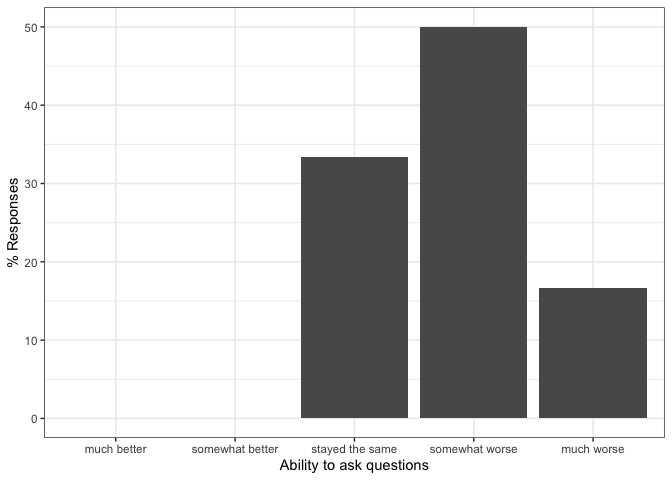 % Responses
50
40
30
20
10
0
much better somewhat better stayed the same somewhat worse much worse
Ability to ask questions